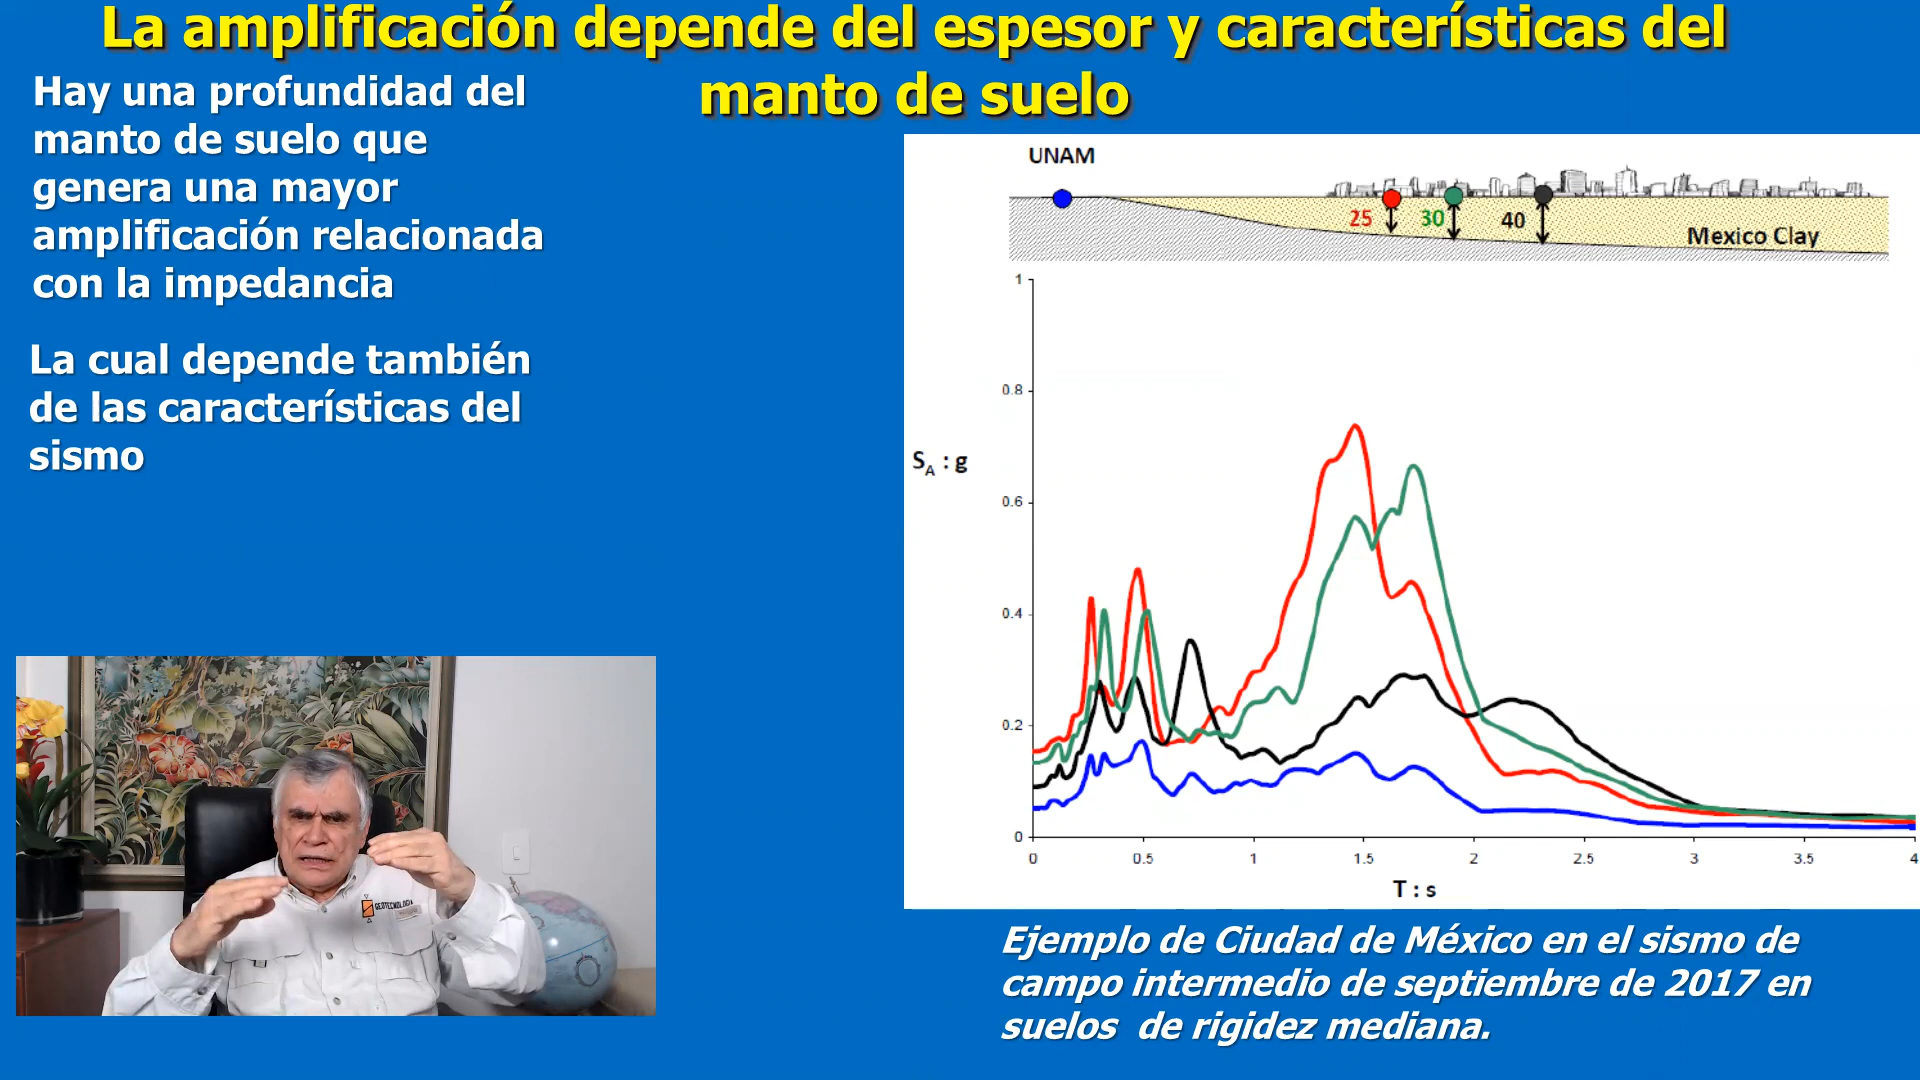 La amplificación depende del espesor y características del
manto de suelo
Hay una profundidad del
manto de suelo que
genera una mayor
amplificación relacionada
con la impedancia
La cual depende también
de las características del
sismo
UNAM
25
30
40
Mexico Clay
1
0.8
0.6
0.4
0.2
0
SA : g
0 0.5 1 1.5 2 2.5 3 3.5 4
T : s
GEOTECNOLOGIA
Ejemplo de Ciudad de México en el sismo de
campo intermedio de septiembre de 2017 en
suelos de rigidez mediana.